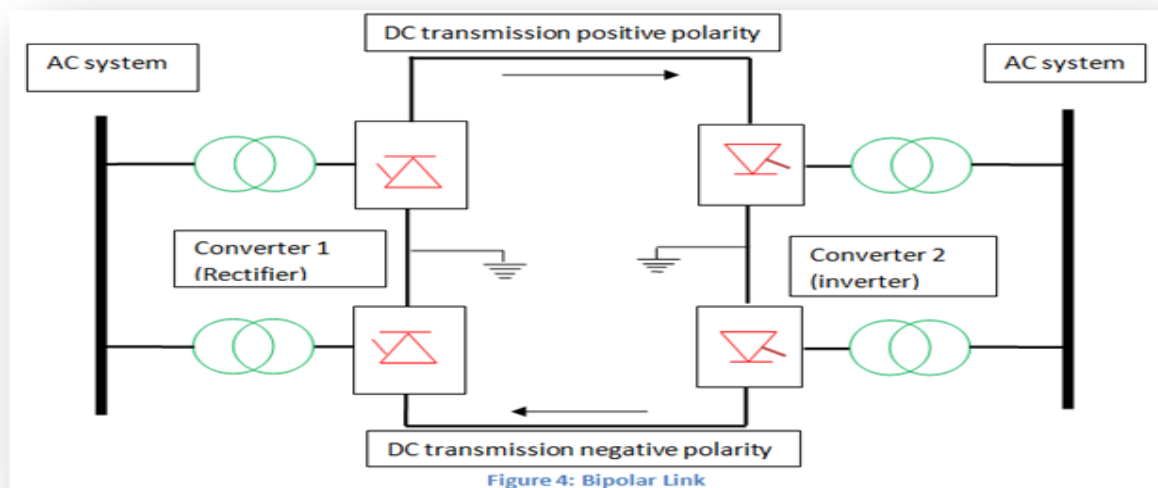 DC transmission positive polarity
AC system
AC system
Converter 1
(Rectifier)
Converter 2
(inverter)
DC transmission negative polarity
Figure 4: Bipolar Link